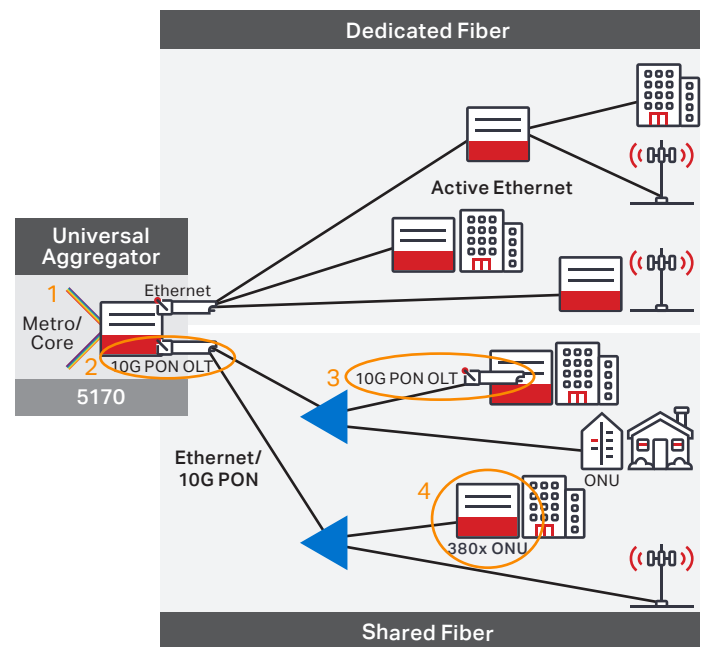 Dedicated Fiber
Active Ethernet
Universal
Aggregator
1
Ethernet
Metro/
Core
2
10G PON OLT
5170
3
10G PON OLT
ONU
Ethernet/
10G PON
4
380x ONU
Shared Fiber